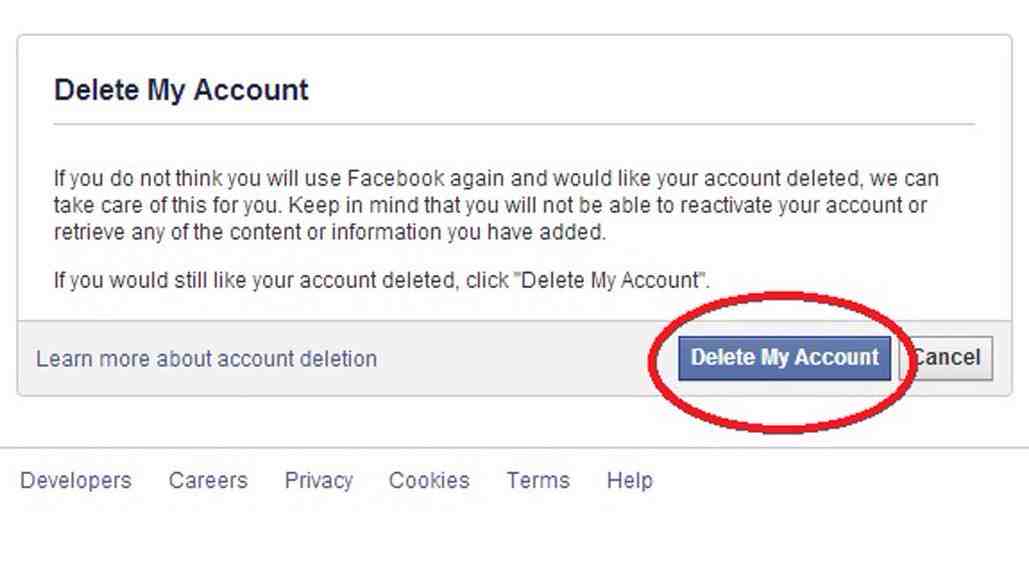 Delete My Account
If you do not think you will use Facebook again and would like your account deleted, we can
take care of this for you. Keep in mind that you will not be able to reactivate your account or
retrieve any of the content or information you have added.
If you would still like your account deleted, click "Delete My Account".
Learn more about account deletion
Delete My Account
Cancel
Developers Careers Privacy Cookies Terms Help